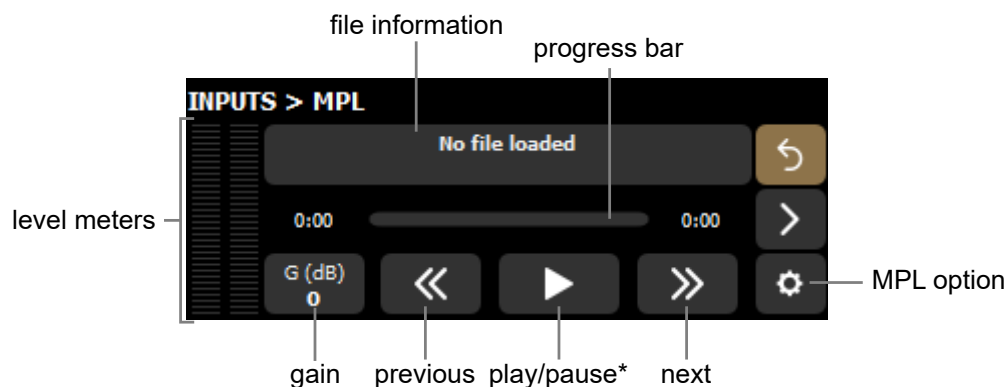 file information
progress bar
INPUTS > MPL
No file loaded
level meters
0:00
0:00
G (dB)
0
MPL option
gain
previous
play/pause*
next